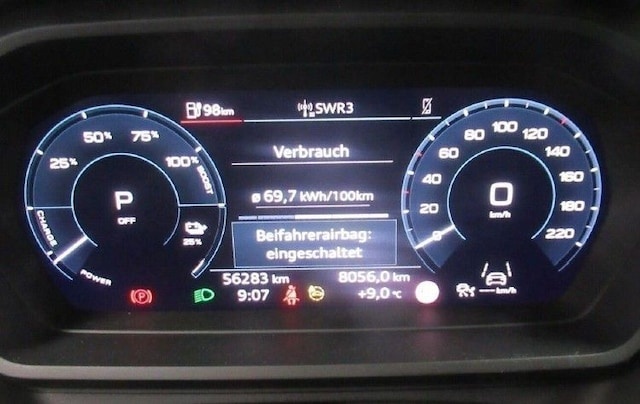 98km
SWR3
25% 50% 75% 100%
BOOST
CHARGE
POWER
P
OFF
25%
Verbrauch
ø 69,7 kWh/100km
Beifahrerairbag:
eingeschaltet
0 20 40 60 80 100 120 140 160 180 220
0
km/h
56283 km
8056,0 km
9:07
+9,0 °C
P
---km/h